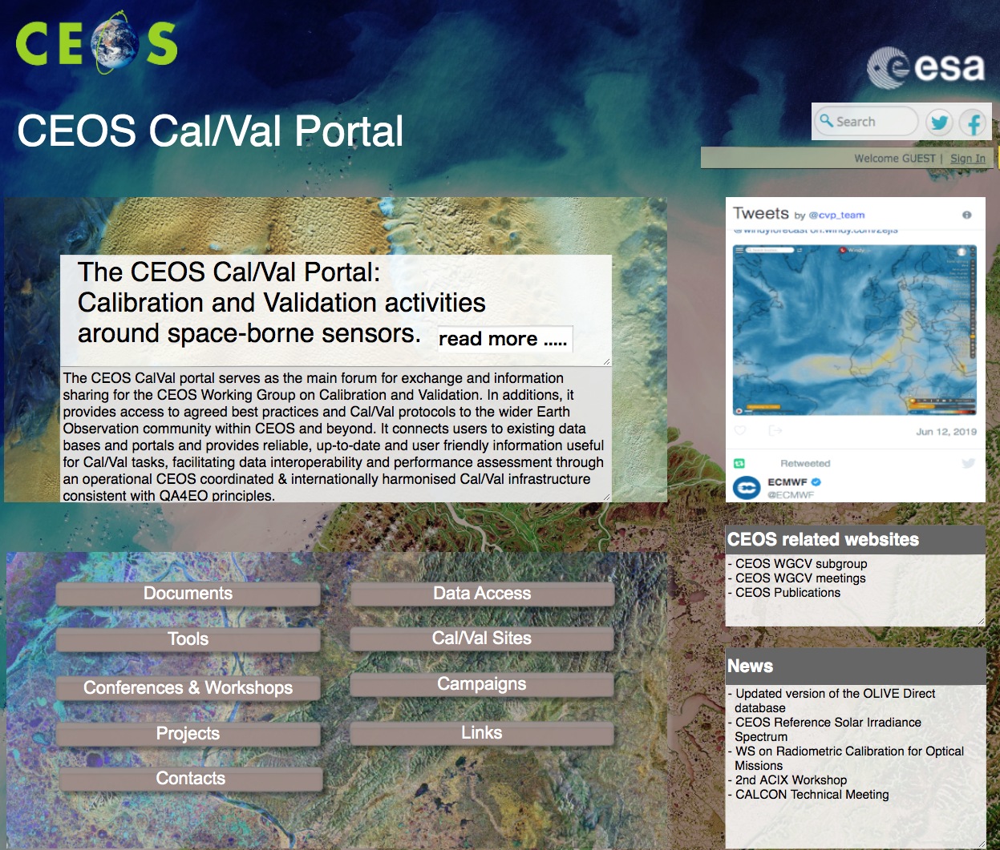 CEOS
esa
CEOS Cal/Val Portal
Search
Welcome GUEST | Sign In
The CEOS Cal/Val Portal:
Calibration and Validation activities
around space-borne sensors. read more .....
The CEOS CalVal portal serves as the main forum for exchange and information
sharing for the CEOS Working Group on Calibration and Validation. In additions, it
provides access to agreed best practices and Cal/Val protocols to the wider Earth
Observation community within CEOS and beyond. It connects users to existing data
bases and portals and provides reliable, up-to-date and user friendly information useful
for Cal/Val tasks, facilitating data interoperability and performance assessment through
an operational CEOS coordinated & internationally harmonised Cal/Val infrastructure
consistent with QA4EO principles.
Tweets by @cvp_team
Windy
Jun 12, 2019
Retweeted
ECMWF
@ECMWF
Documents
Data Access
Tools
Cal/Val Sites
Conferences & Workshops
Campaigns
Projects
Links
Contacts
CEOS related websites
- CEOS WGCV subgroup
- CEOS WGCV meetings
- CEOS Publications
News
- Updated version of the OLIVE Direct
database
- CEOS Reference Solar Irradiance
Spectrum
- WS on Radiometric Calibration for Optical
Missions
- 2nd ACIX Workshop
- CALCON Technical Meeting